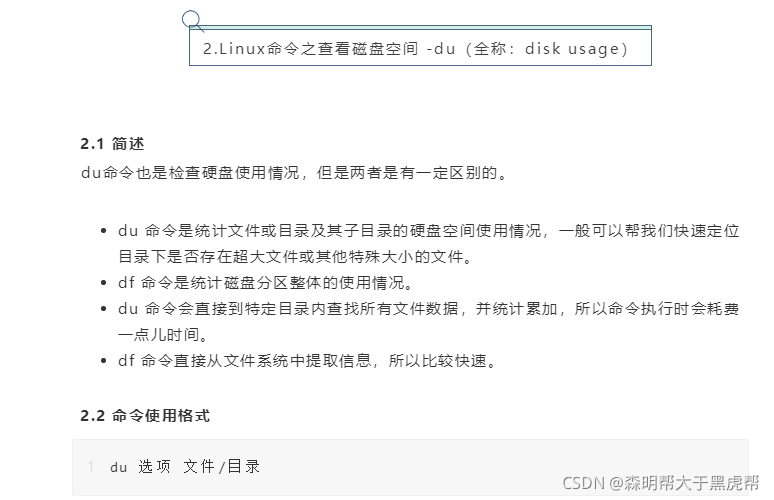 2.Linux命令之查看磁盘空间 -du（全称：disk usage）
2.1 简述
du命令也是检查硬盘使用情况，但是两者是有一定区别的。
du 命令是统计文件或目录及其子目录的硬盘空间使用情况，一般可以帮我们快速定位
目录下是否存在超大文件或其他特殊大小的文件。
df 命令是统计磁盘分区整体的使用情况。
du 命令会直接到特定目录内查找所有文件数据，并统计累加，所以命令执行时会耗费
一点儿时间。
df 命令直接从文件系统中提取信息，所以比较快速。
2.2 命令使用格式
1 du 选项 文件/目录
CSDN @森明帮大于黑虎帮